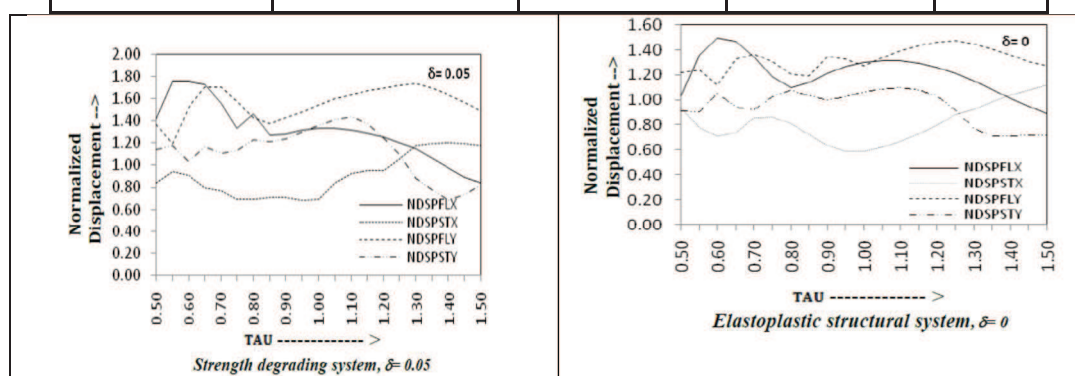 2.00
1.80
1.60
1.40
1.20
1.00
0.80
0.60
0.40
0.20
0.00
Normalized
Displacement -->
δ= 0.05
NDSPFLX
NDSPSTX
NDSPFLY
NDSPSTY
0.50
0.60
0.70
0.80
0.90
1.00
1.10
1.20
1.30
1.40
1.50
TAU ------------- >
Strength degrading system, δ= 0.05
1.60
1.40
1.20
1.00
0.80
0.60
0.40
0.20
0.00
Normalized
Displacement -->
δ= 0
NDSPFLX
NDSPSTX
NDSPFLY
NDSPSTY
0.50
0.60
0.70
0.80
0.90
1.00
1.10
1.20
1.30
1.40
1.50
TAU ------------- >
Elastoplastic structural system, δ= 0